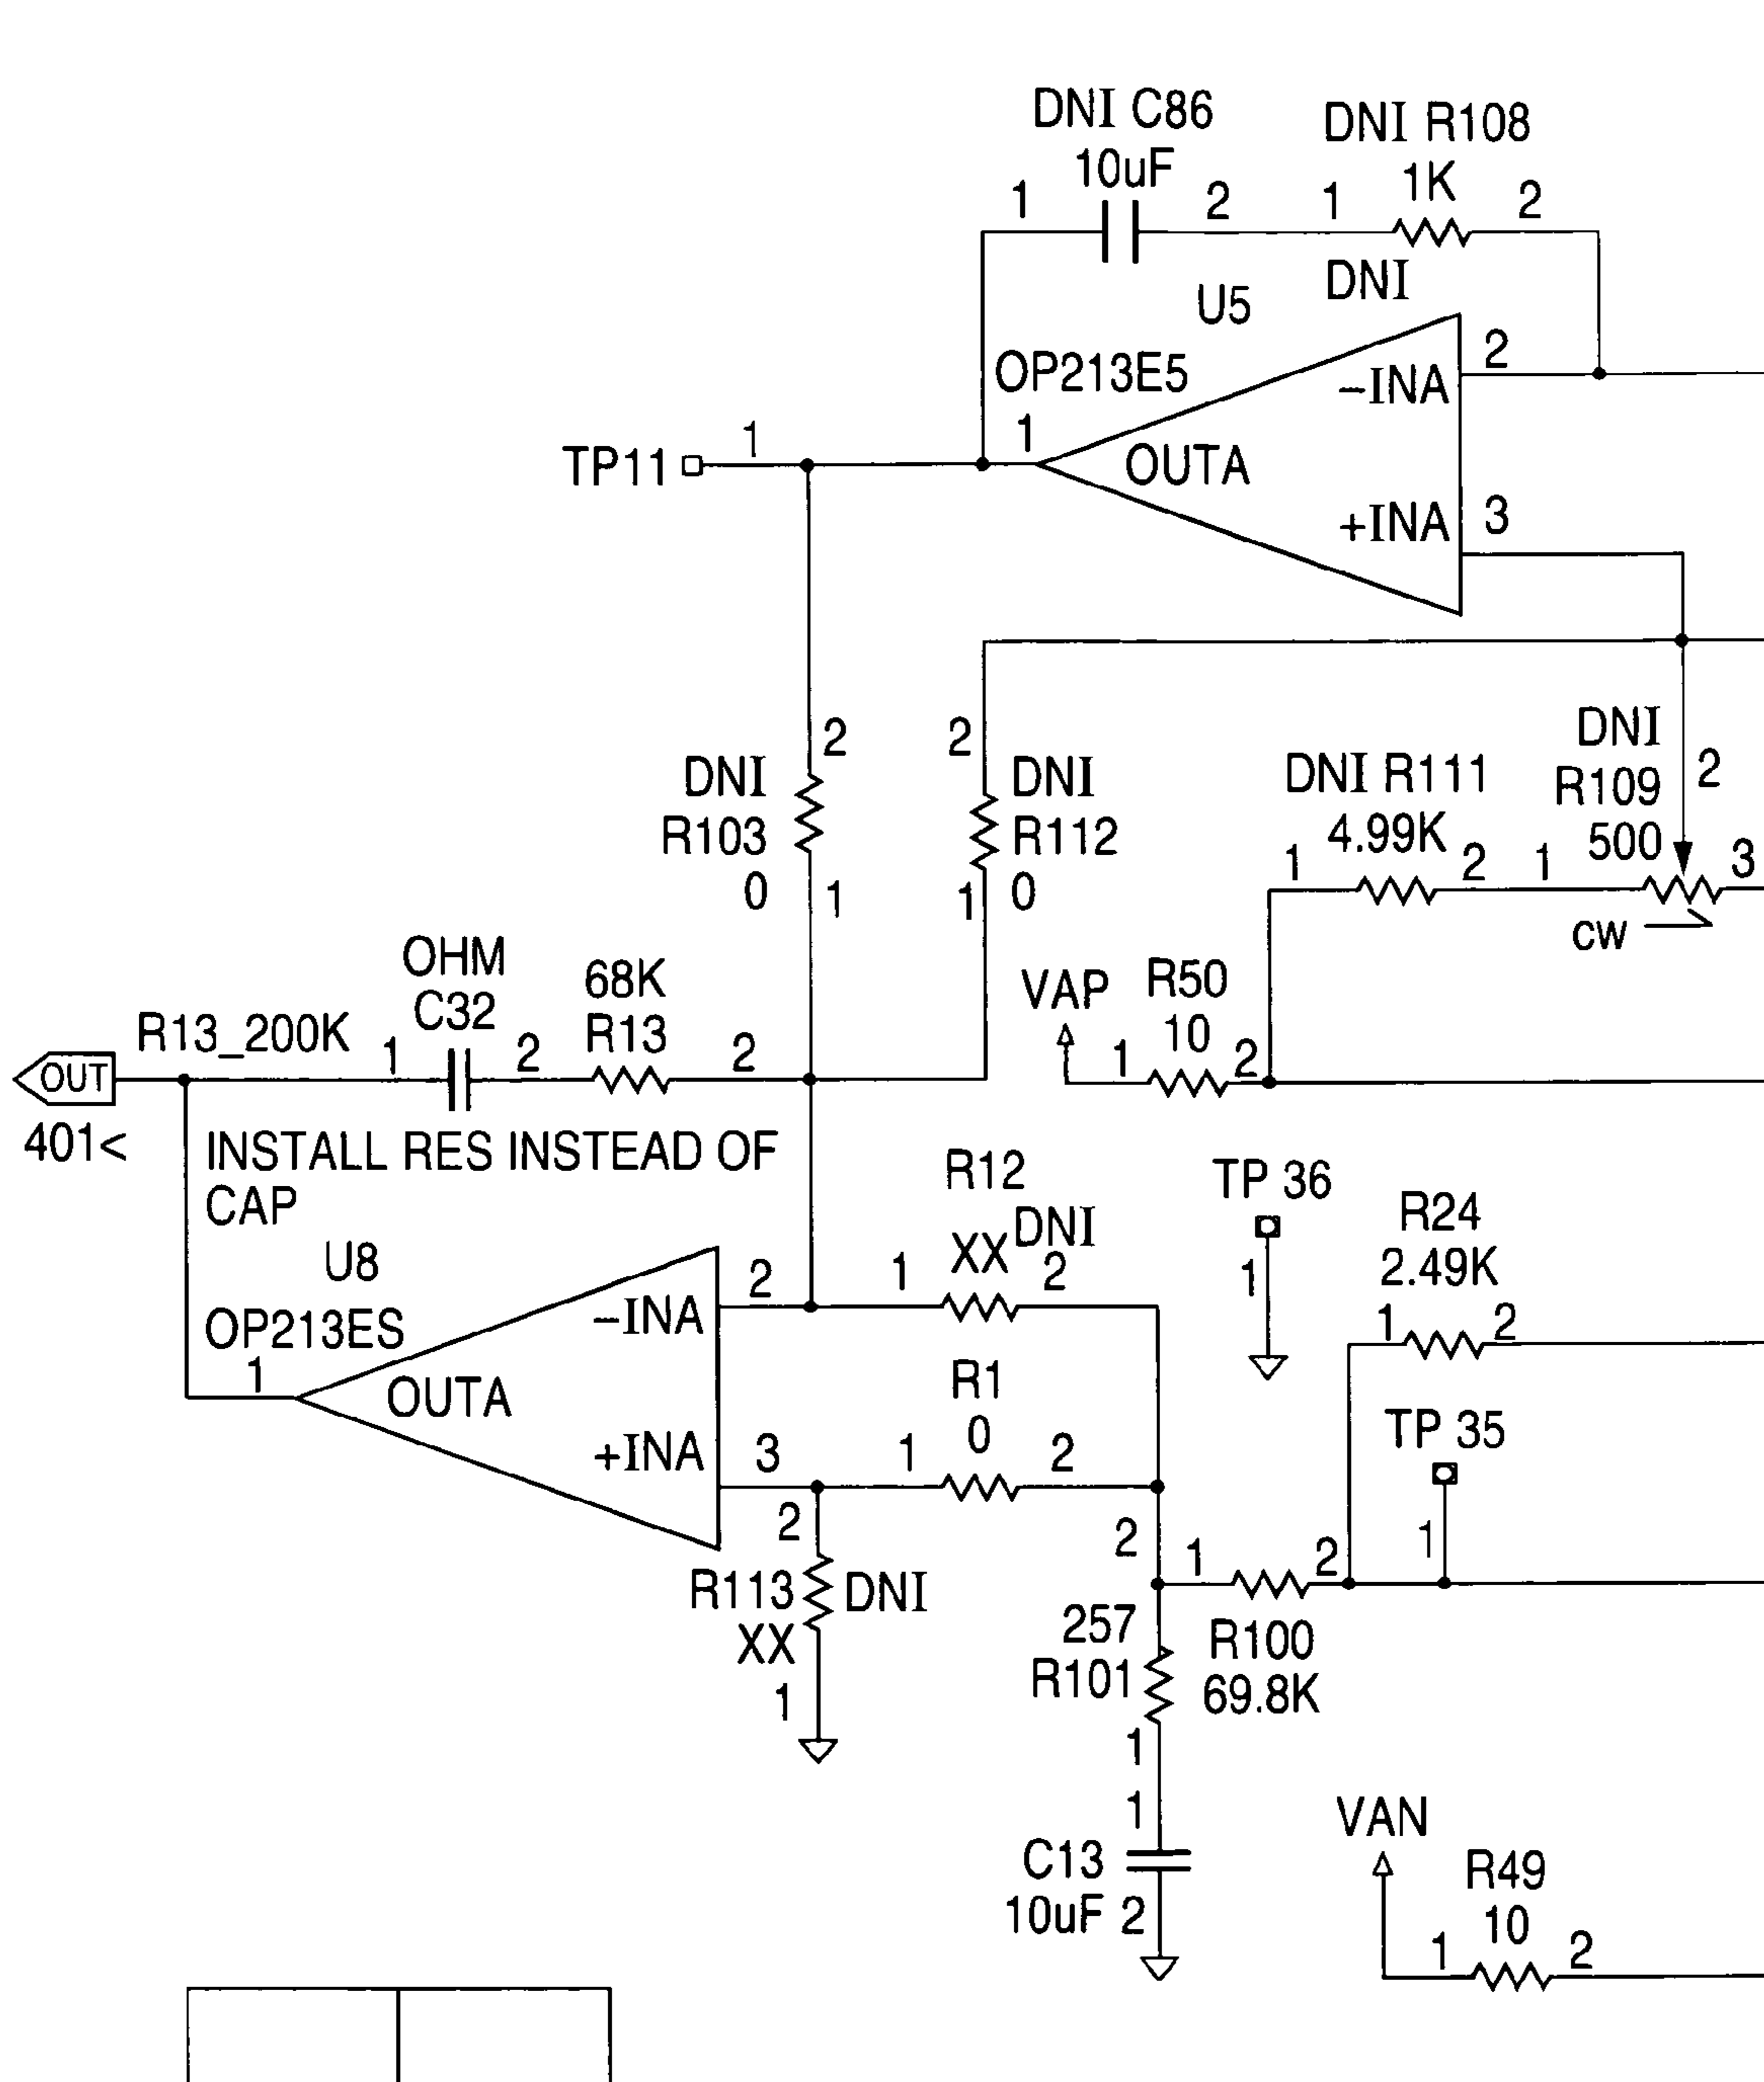 DNI C86
10uF
1
2
DNI R108
1K
1
2
DNI
U5
OP213E5
-INA
2
1
OUTA
+INA
3
TP11
1
2
DNI
R103
0
1
2
DNI
R112
0
1
DNI R111
4.99K
1
2
DNI
R109
500
2
1
3
CW
OHM
C32
68K
R13
R13_200K
1
2
2
OUT
401<
INSTALL RES INSTEAD OF
CAP
VAP
R50
10
1
2
U8
OP213ES
1
OUTA
-INA
2
+INA
3
R12
DNI
XX
1
2
R1
0
1
2
TP 36
1
R24
2.49K
1
2
TP 35
1
2
R113
DNI
XX
1
2
1
2
257
R101
R100
69.8K
1
1
C13
10uF
2
VAN
R49
10
1
2